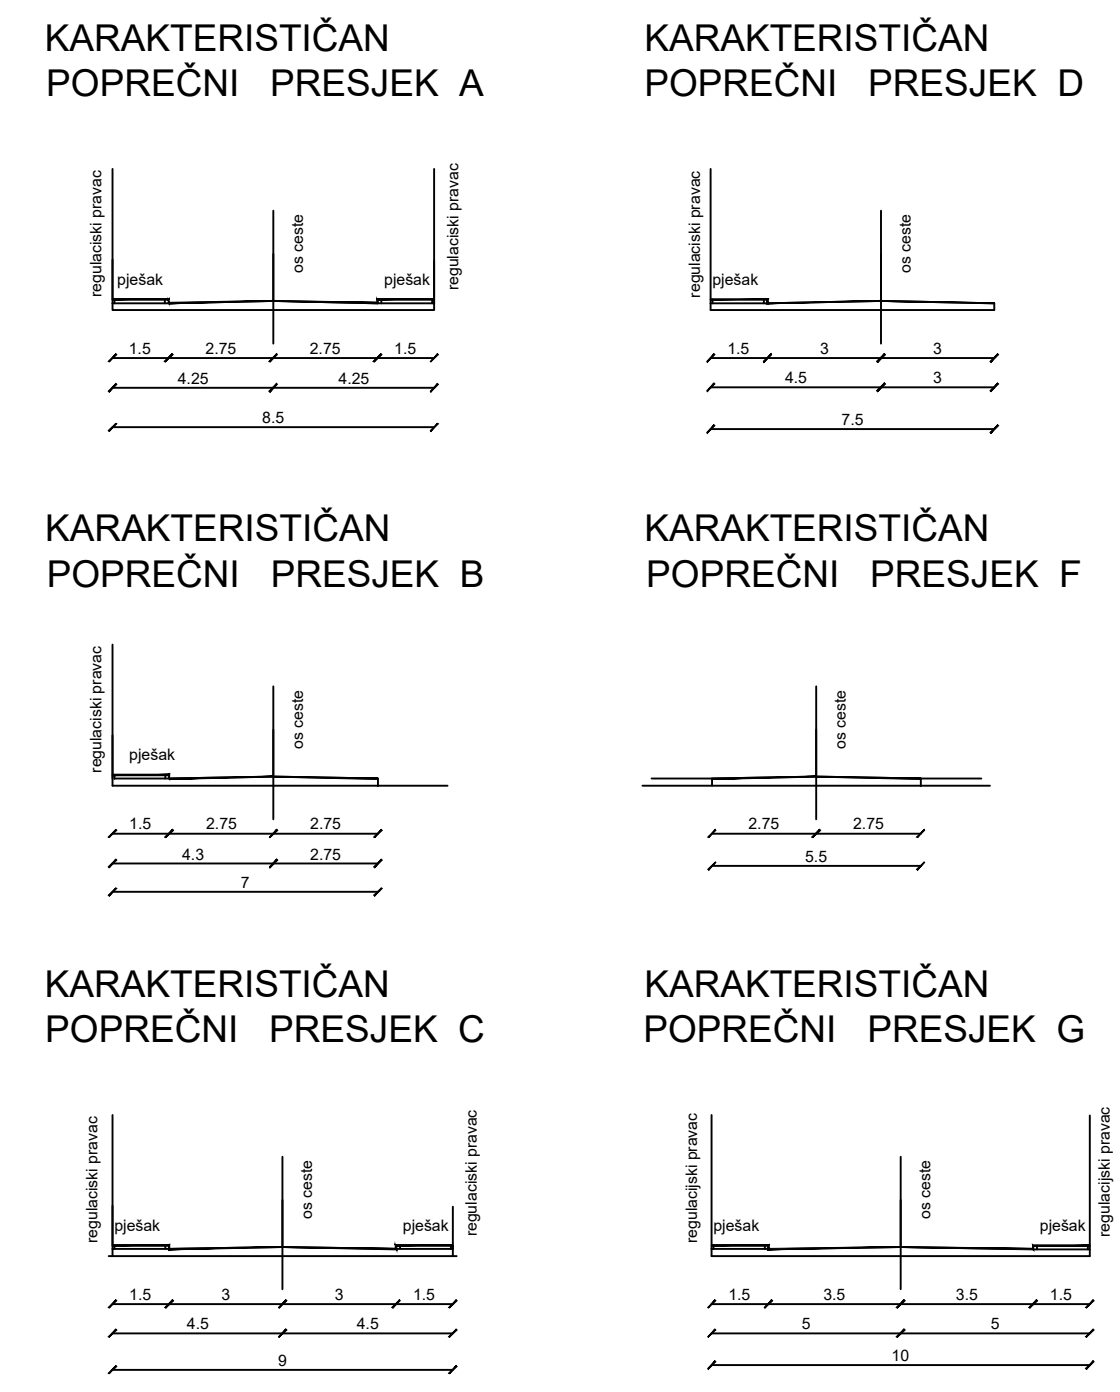 KARAKTERISTIČAN
POPREČNI PRESJEK A
regulaciski pravac
pješak
os ceste
pješak
regulaciski pravac
1.5 2.75 2.75 1.5
4.25 4.25
8.5
KARAKTERISTIČAN
POPREČNI PRESJEK D
regulaciski pravac
pješak
os ceste
1.5 3 3
4.5 3
7.5
KARAKTERISTIČAN
POPREČNI PRESJEK B
regulaciski pravac
pješak
os ceste
1.5 2.75 2.75
4.3 2.75
7
KARAKTERISTIČAN
POPREČNI PRESJEK F
os ceste
2.75 2.75
5.5
KARAKTERISTIČAN
POPREČNI PRESJEK C
regulaciski pravac
pješak
os ceste
pješak
regulaciski pravac
1.5 3 3 1.5
4.5 4.5
9
KARAKTERISTIČAN
POPREČNI PRESJEK G
regulacijski pravac
pješak
os ceste
pješak
regulacijski pravac
1.5 3.5 3.5 1.5
5 5
10